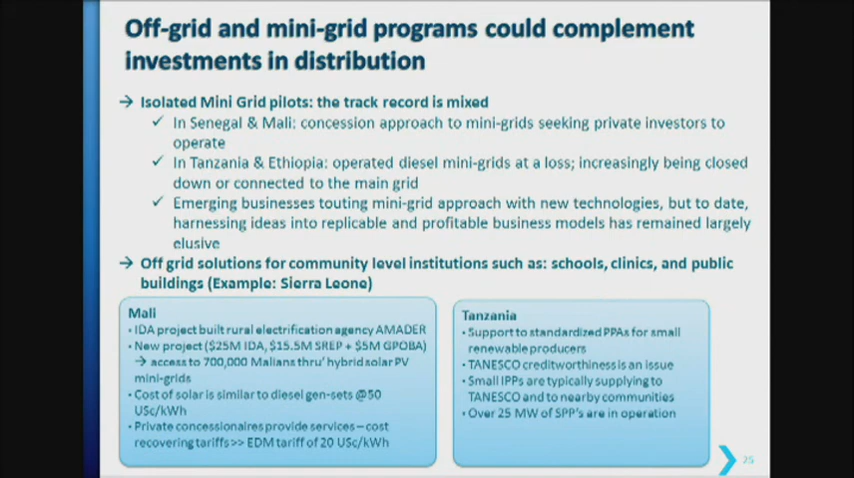 Off-grid and mini-grid programs could complement
investments in distribution
→ Isolated Mini Grid pilots: the track record is mixed
✓ In Senegal & Mali: concession approach to mini-grids seeking private investors to
operate
✓ In Tanzania & Ethiopia: operated diesel mini-grids at a loss; increasingly being closed
down or connected to the main grid
✓ Emerging businesses touting mini-grid approach with new technologies, but to date,
harnessing ideas into replicable and profitable business models has remained largely
elusive
→ Off grid solutions for community level institutions such as: schools, clinics, and public
buildings (Example: Sierra Leone)
Mali
• IDA project built rural electrification agency AMADER
• New project ($25M IDA, $15.5M SREP + $5M GPOBA)
→ access to 700,000 Malians thru' hybrid solar PV
mini-grids
• Cost of solar is similar to diesel gen-sets @50
USc/kWh
• Private concessionaires provide services – cost
recovering tariffs>> EDM tariff of 20 USc/kWh
Tanzania
• Support to standardized PPAs for small
renewable producers
• TANESCO creditworthiness is an issue
• Small IPPs are typically supplying to
TANESCO and to nearby communities
• Over 25 MW of SPP's are in operation
25